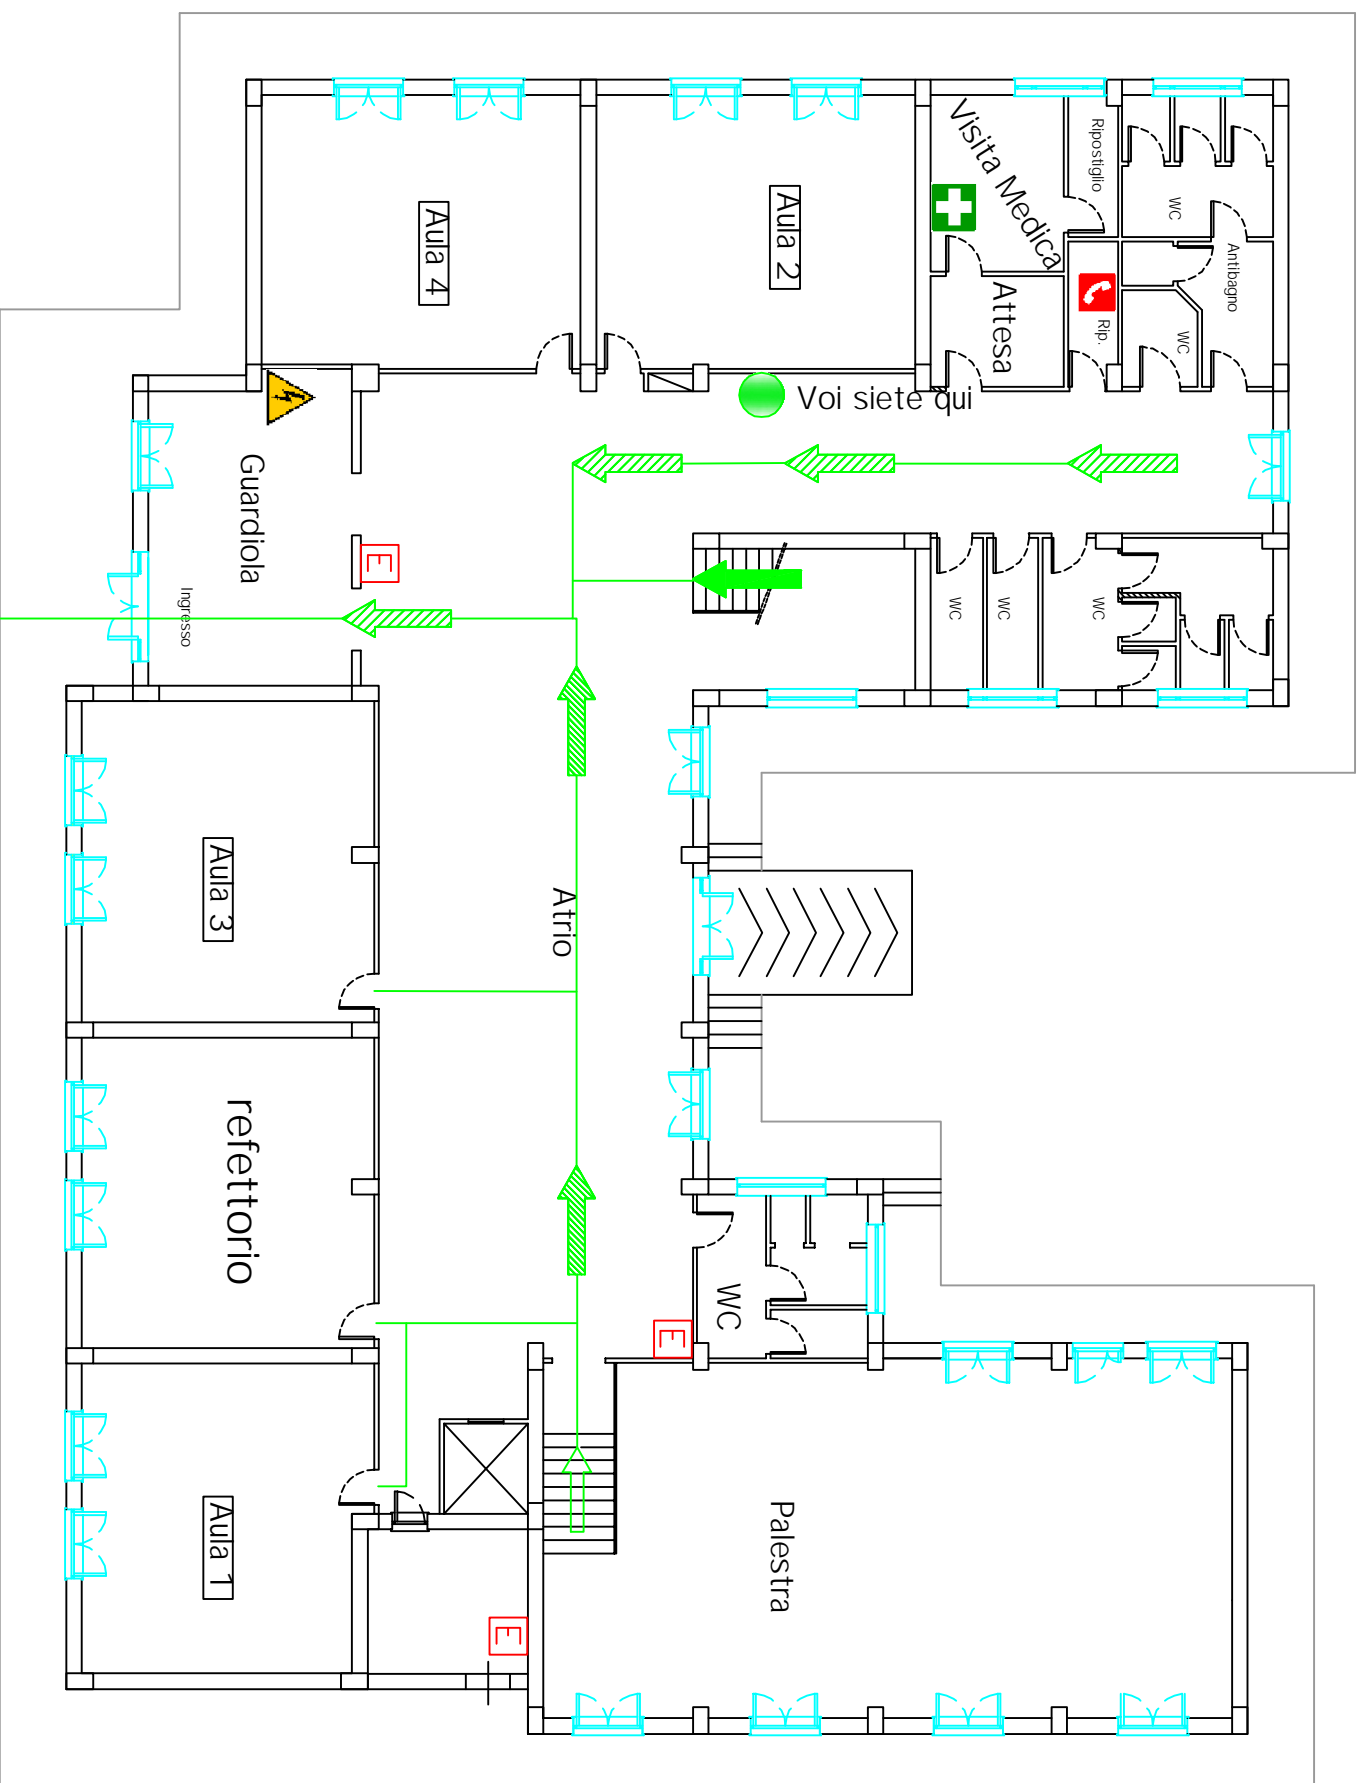 Visita Medica
Ripostiglio
WC
Antibagno
Aula 4
Aula 2
Attesa
Rip.
WC
Voi siete qui
Guardiola
E
Ingresso
WC
WC
WC
Aula 3
Atrio
refettorio
WC
E
Aula 1
Palestra
E